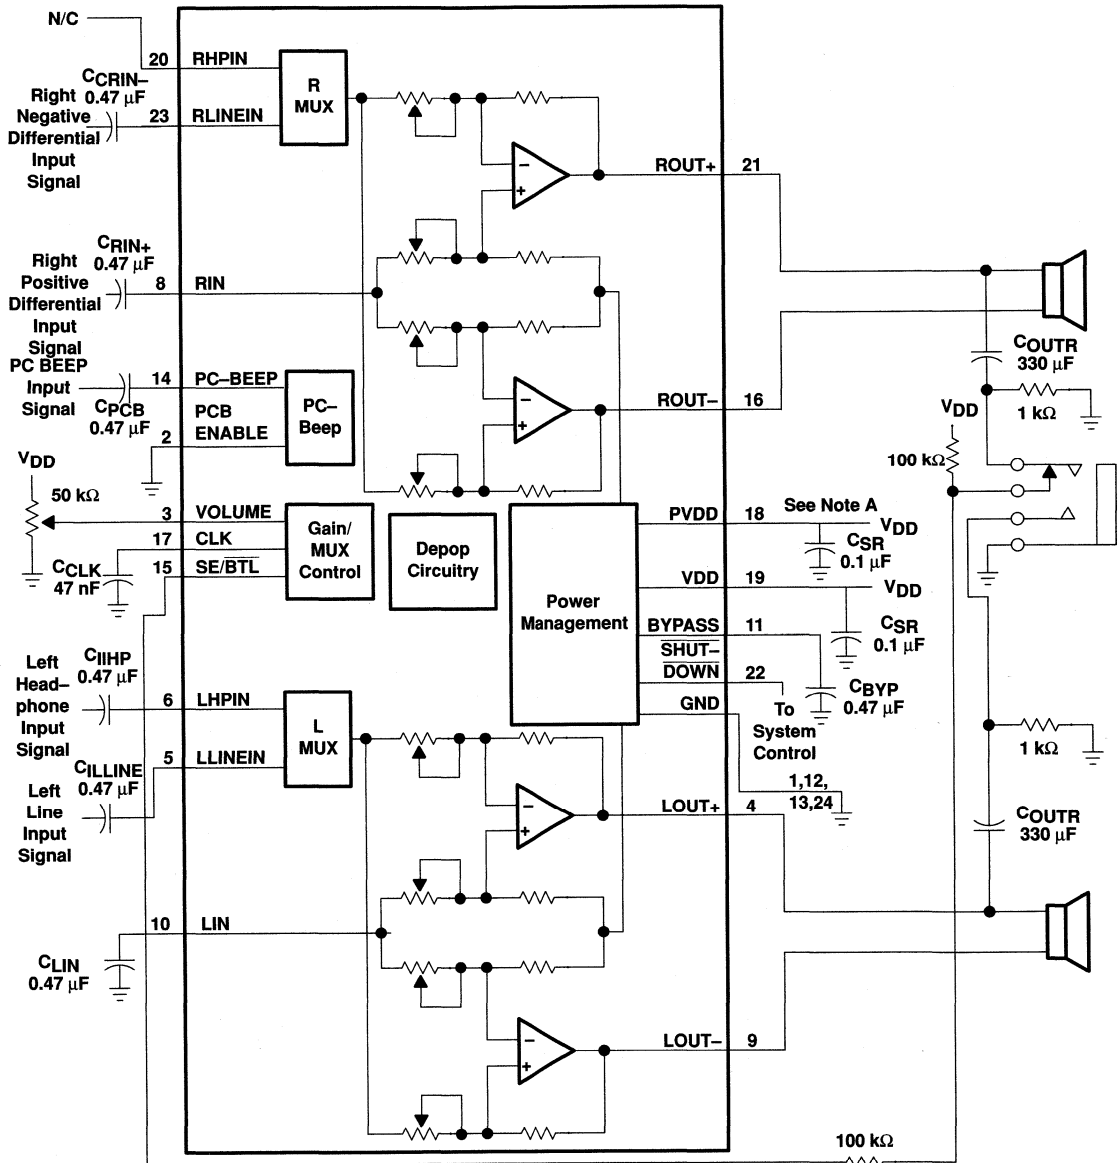 N/C
20 RHPIN
CCRIN–
0.47 µF
Right
Negative
Differential
Input
Signal
23 RLINEIN
R
MUX
–
+
ROUT+ 21
CRIN+
0.47 µF
Right
Positive
Differential
Input
Signal
8 RIN
PC BEEP
Input
Signal
14 PC–BEEP
CPCB
0.47 µF
PCB
2 ENABLE
PC–
Beep
–
+
ROUT– 16
COUTR
330 µF
1 kΩ
VDD
100 kΩ
VDD
50 kΩ
3 VOLUME
17 CLK
15 SE/BTL
CCLK
47 nF
Gain/
MUX
Control
Depop
Circuitry
Power
Management
PVDD 18
See Note A
VDD
CSR
0.1 µF
VDD 19
VDD
CSR
0.1 µF
BYPASS 11
SHUT–
DOWN 22
CBYP
0.47 µF
GND
To
System
Control
1,12,
13,24
Left
Head–
phone
Input
Signal
CIIHP
0.47 µF
6 LHPIN
L
MUX
5 LLINEIN
CILLINE
0.47 µF
Left
Line
Input
Signal
–
+
LOUT+ 4
1 kΩ
COUTR
330 µF
10 LIN
CLIN
0.47 µF
–
+
LOUT– 9
100 kΩ